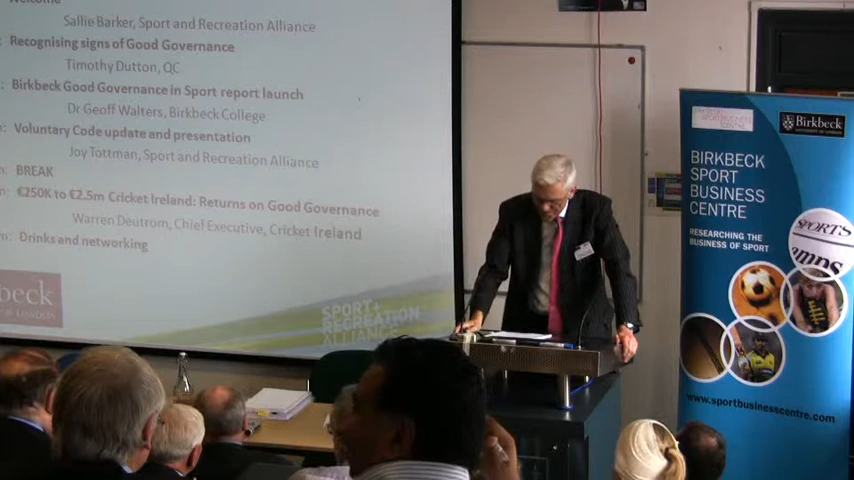 Welcome
Sallie Barker, Sport and Recreation Alliance
Recognising signs of Good Governance
Timothy Dutton, QC
Birkbeck Good Governance in Sport report launch
Dr Geoff Walters, Birkbeck College
Voluntary Code update and presentation
Joy Tottman, Sport and Recreation Alliance
BREAK
€250K to €2.5m Cricket Ireland: Returns on Good Governance
Warren Deutrom, Chief Executive, Cricket Ireland
Drinks and networking
beck
SPORT+
RECREATION
ALLIANCE
Birkbeck
BIRKBECK
SPORT
BUSINESS
CENTRE
RESEARCHING THE
BUSINESS OF SPORT
SPORTS
www.sportbusinesscentre.com